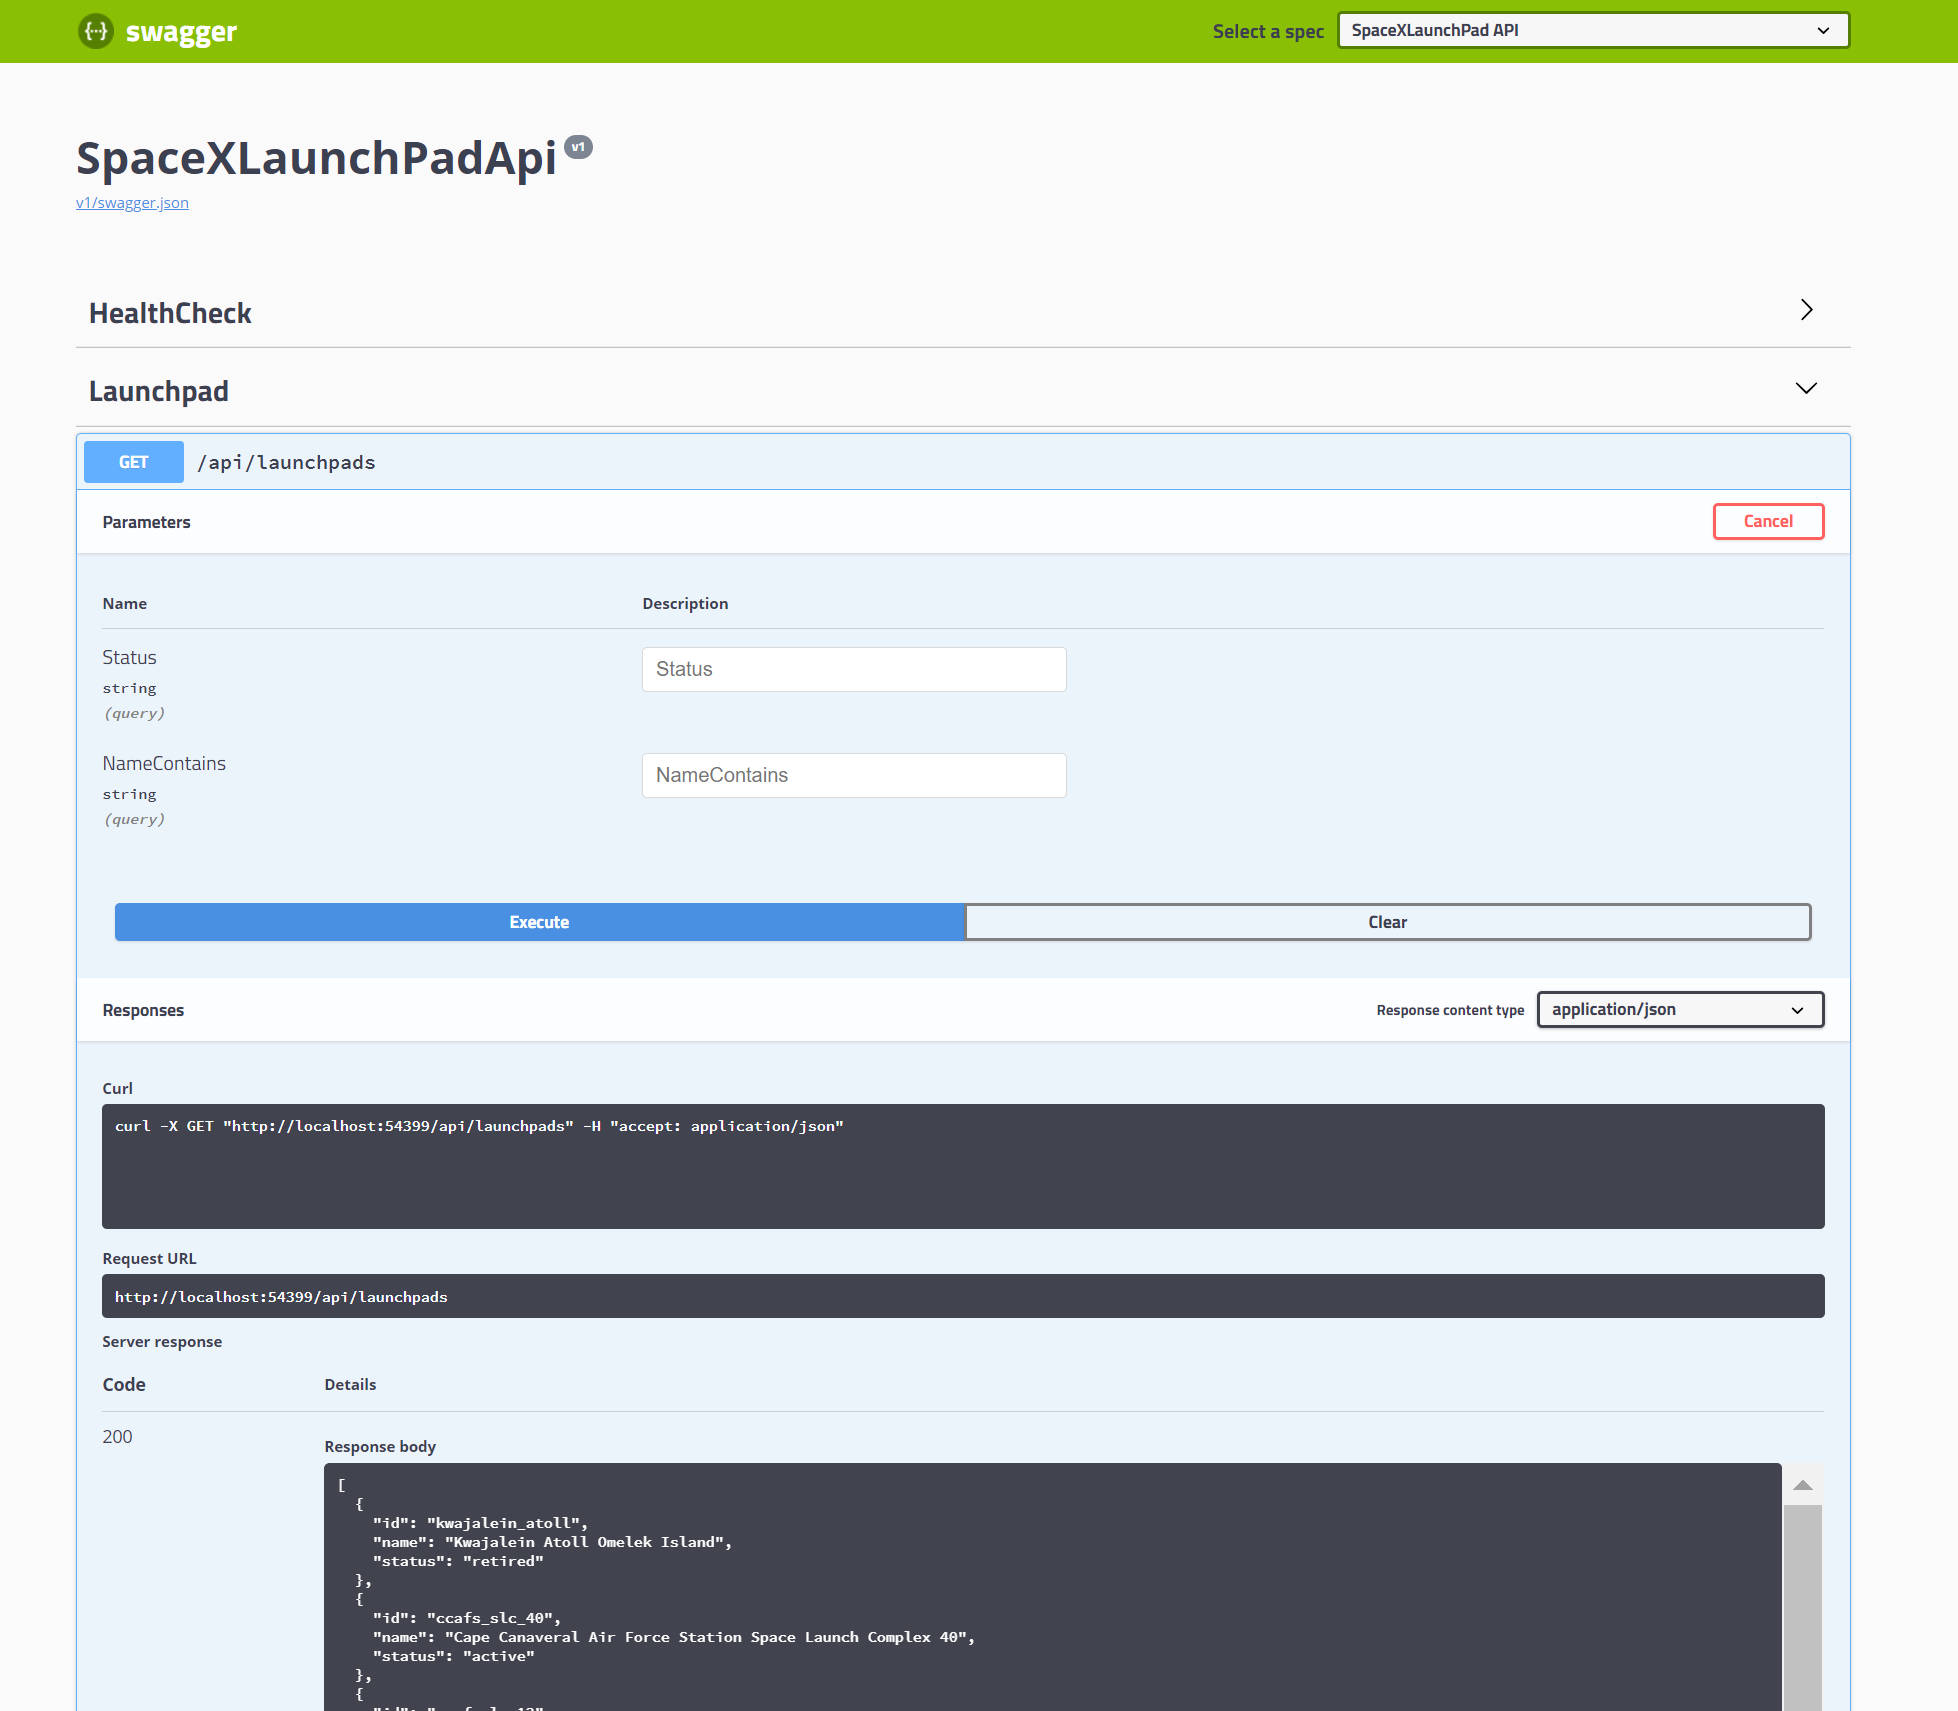 swagger
Select a spec
SpaceXLaunchPad API
SpaceXLaunchPadApi v1
v1/swagger.json
HealthCheck
Launchpad
GET /api/launchpads
Parameters
Cancel
Name Description
Status
Status
string
(query)
NameContains
NameContains
string
(query)
Execute
Clear
Responses
Response content type
application/json
Curl
curl -X GET "http://localhost:54399/api/launchpads" -H "accept: application/json"
Request URL
http://localhost:54399/api/launchpads
Server response
Code Details
200
Response body
[
{
"id": "kwajalein_atoll",
"name": "Kwajalein Atoll Omelek Island",
"status": "retired"
},
{
"id": "ccafs_slc_40",
"name": "Cape Canaveral Air Force Station Space Launch Complex 40",
"status": "active"
},
{